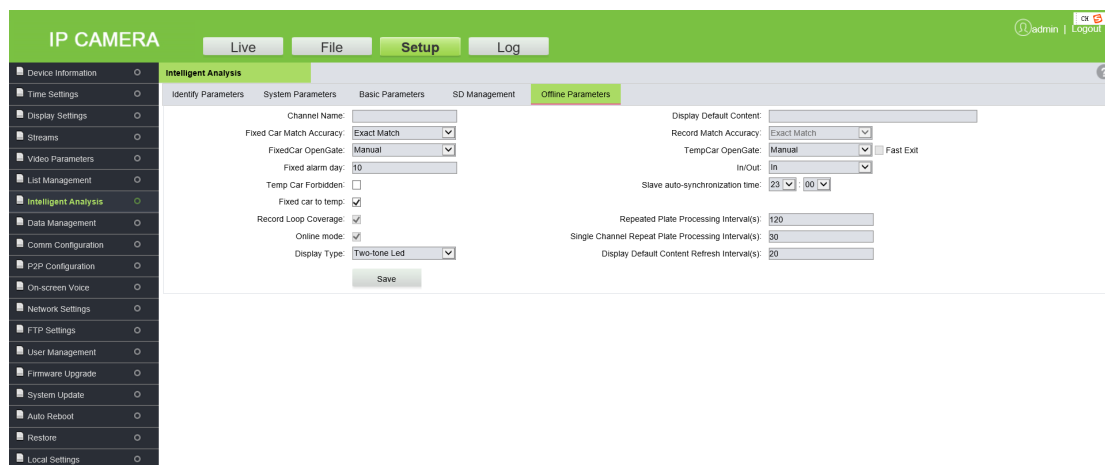 CH
IP CAMERA
Live
File
Setup
Log
admin | Logout
Device Information
Time Settings
Display Settings
Streams
Video Parameters
List Management
Intelligent Analysis
Data Management
Comm Configuration
P2P Configuration
On-screen Voice
Network Settings
FTP Settings
User Management
Firmware Upgrade
System Update
Auto Reboot
Restore
Local Settings
Intelligent Analysis
?
Identify Parameters
System Parameters
Basic Parameters
SD Management
Offline Parameters
Channel Name:
Display Default Content:
Fixed Car Match Accuracy: Exact Match
Record Match Accuracy: Exact Match
FixedCar OpenGate: Manual
TempCar OpenGate: Manual Fast Exit
Fixed alarm day: 10
In/Out: In
Temp Car Forbidden:
Slave auto-synchronization time: 23 : 00
Fixed car to temp:
Record Loop Coverage:
Repeated Plate Processing Interval(s): 120
Online mode:
Single Channel Repeat Plate Processing Interval(s): 30
Display Type: Two-tone Led
Display Default Content Refresh Interval(s): 20
Save